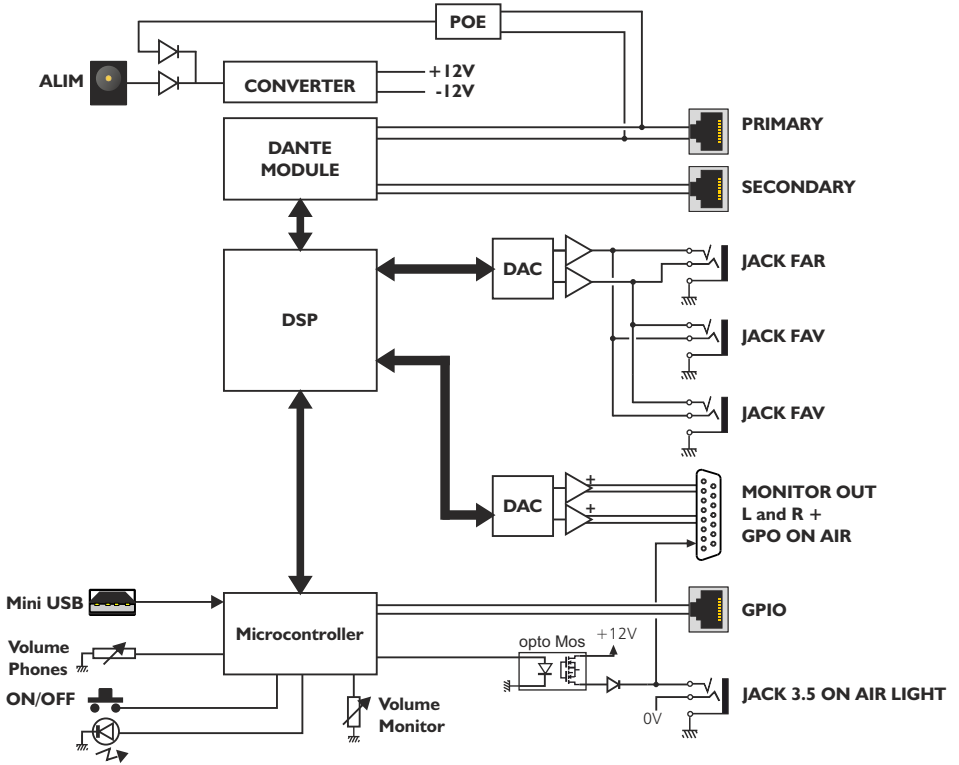 POE
ALIM
CONVERTER
+12V
-12V
DANTE
MODULE
PRIMARY
SECONDARY
DSP
DAC
JACK FAR
JACK FAV
JACK FAV
DAC
+
+
MONITOR OUT
L and R +
GPO ON AIR
Mini USB
Microcontroller
GPIO
Volume
Phones
opto Mos
+12V
ON/OFF
Volume
Monitor
0V
JACK 3.5 ON AIR LIGHT